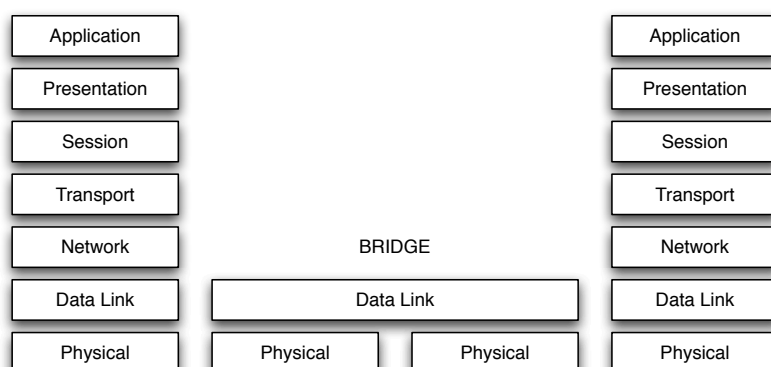 Application
Application
Presentation
Presentation
Session
Session
Transport
Transport
Network
BRIDGE
Network
Data Link
Data Link
Data Link
Physical
Physical
Physical
Physical